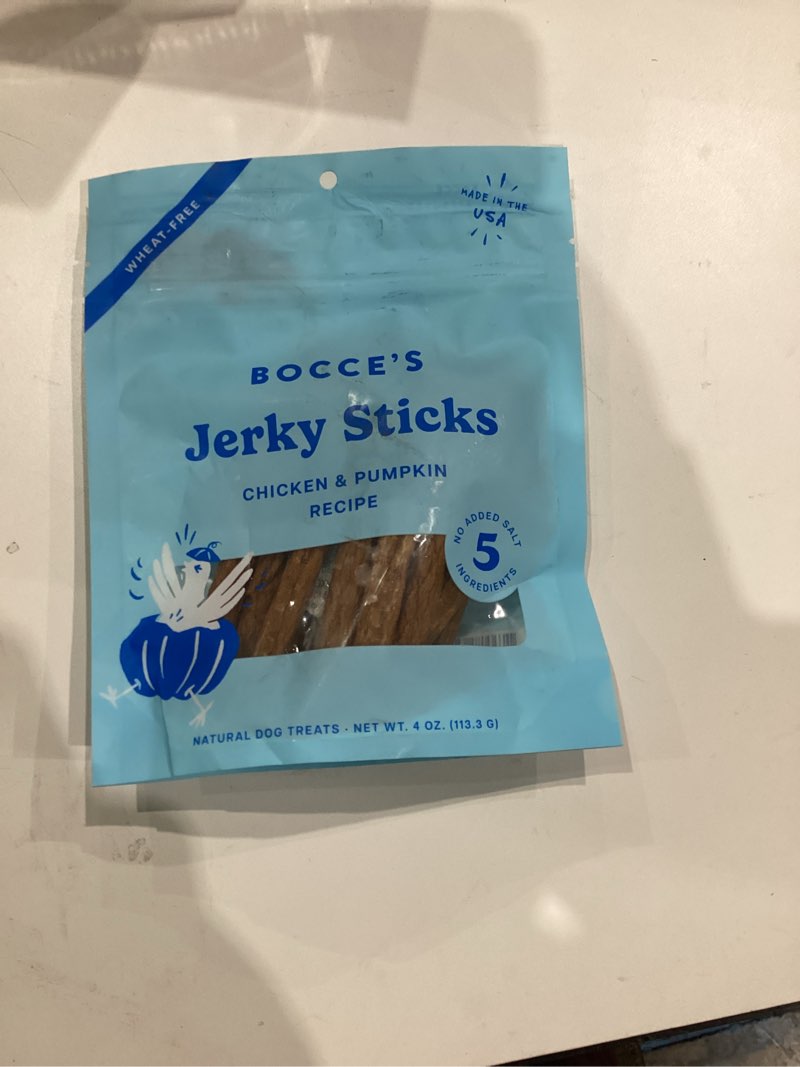 WHEAT-FREE
MADE IN THE
USA
BOCCE'S
Jerky Sticks
CHICKEN & PUMPKIN
RECIPE
NO ADDED SALT
5
INGREDIENTS
NATURAL DOG TREATS · NET WT. 4 OZ. (113.3 G)